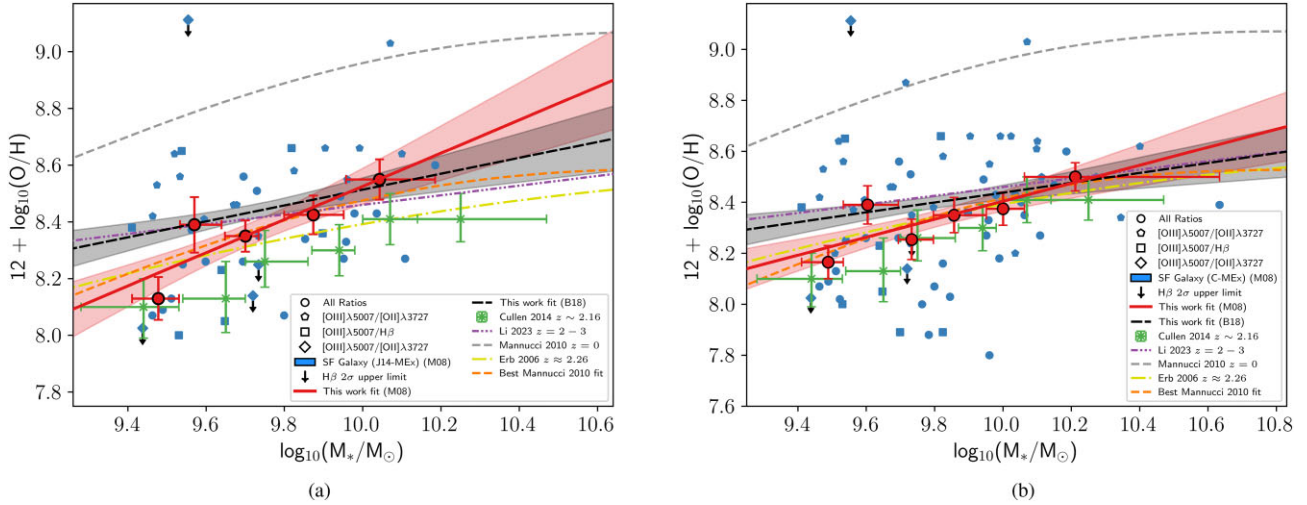 9.0
8.8
8.6
8.4
8.2
8.0
7.8
12 + log10(O/H)
All Ratios
[OIII]λ5007/[OII]λ3727
[OIII]λ5007/Hβ
[OIII]λ5007/[OII]λ3727
SF Galaxy (J14-MEx) (M08)
Hβ 2σ upper limit
This work fit (M08)
This work fit (B18)
Cullen 2014 z ∼ 2.16
Li 2023 z = 2 − 3
Mannucci 2010 z = 0
Erb 2006 z ≈ 2.26
Best Mannucci 2010 fit
9.4 9.6 9.8 10.0 10.2 10.4 10.6
log10(M*/M⊙)
(a)
9.0
8.8
8.6
8.4
8.2
8.0
7.8
7.6
12 + log10(O/H)
All Ratios
[OIII]λ5007/[OII]λ3727
[OIII]λ5007/Hβ
[OIII]λ5007/[OII]λ3727
SF Galaxy (C-MEx) (M08)
Hβ 2σ upper limit
This work fit (M08)
This work fit (B18)
Cullen 2014 z ∼ 2.16
Li 2023 z = 2 − 3
Mannucci 2010 z = 0
Erb 2006 z ≈ 2.26
Best Mannucci 2010 fit
9.4 9.6 9.8 10.0 10.2 10.4 10.6 10.8
log10(M*/M⊙)
(b)